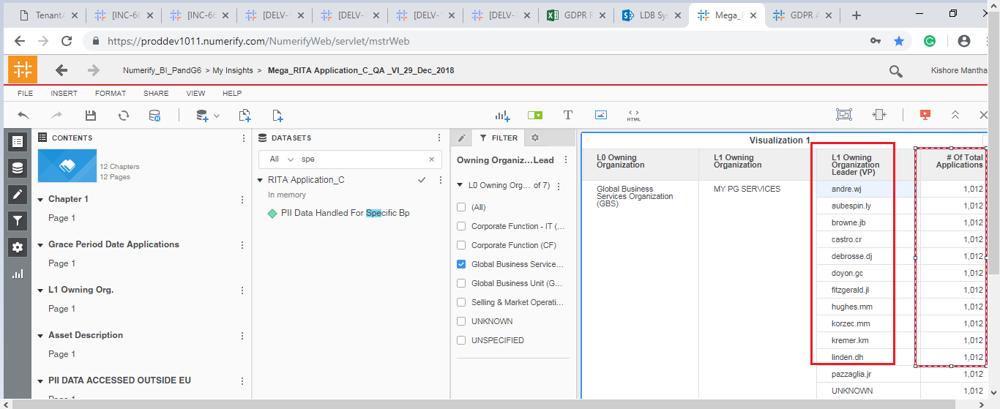 TenantA
[INC-66
[INC-66
[DELV-1
[DELV-1
[DELV-1
[DELV-1
GDPR F
LDB Sys
Mega_F
GDPR A
https://proddev1011.numerify.com/NumerifyWeb/servlet/mstrWeb
Numerify_BI_PandG6 > My Insights > Mega_RITA Application_C_QA _VI_29_Dec_2018
Kishore Mantha
FILE INSERT FORMAT SHARE VIEW HELP
T
HTML
CONTENTS
12 Chapters
12 Pages
Chapter 1
Page 1
Grace Period Date Applications
Page 1
L1 Owning Org.
Page 1
Asset Description
Page 1
PII DATA ACCESSED OUTSIDE EU
Page 1
DATASETS
All spe
RITA Application_C
In memory
PII Data Handled For Specific Bp
FILTER
Owning Organiz...Lead
L0 Owning Org... of 7)
(All)
Corporate Function - IT (...
Corporate Function (CF)
Global Business Service...
Global Business Unit (G...
Selling & Market Operati...
UNKNOWN
UNSPECIFIED
Visualization 1
L0 Owning
Organization
L1 Owning
Organization
L1 Owning
Organization
Leader (VP)
# Of Total
Applications
Global Business
Services Organization
(GBS)
MY PG SERVICES
andre.wj 1,012
aubespin.ly 1,012
browne.jb 1,012
castro.cr 1,012
debrosse.dj 1,012
doyon.gc 1,012
fitzgerald.jl 1,012
hughes.mm 1,012
korzec.mm 1,012
kremer.km 1,012
linden.dh 1,012
pazzaglia.jr 1,012
UNKNOWN 1,012